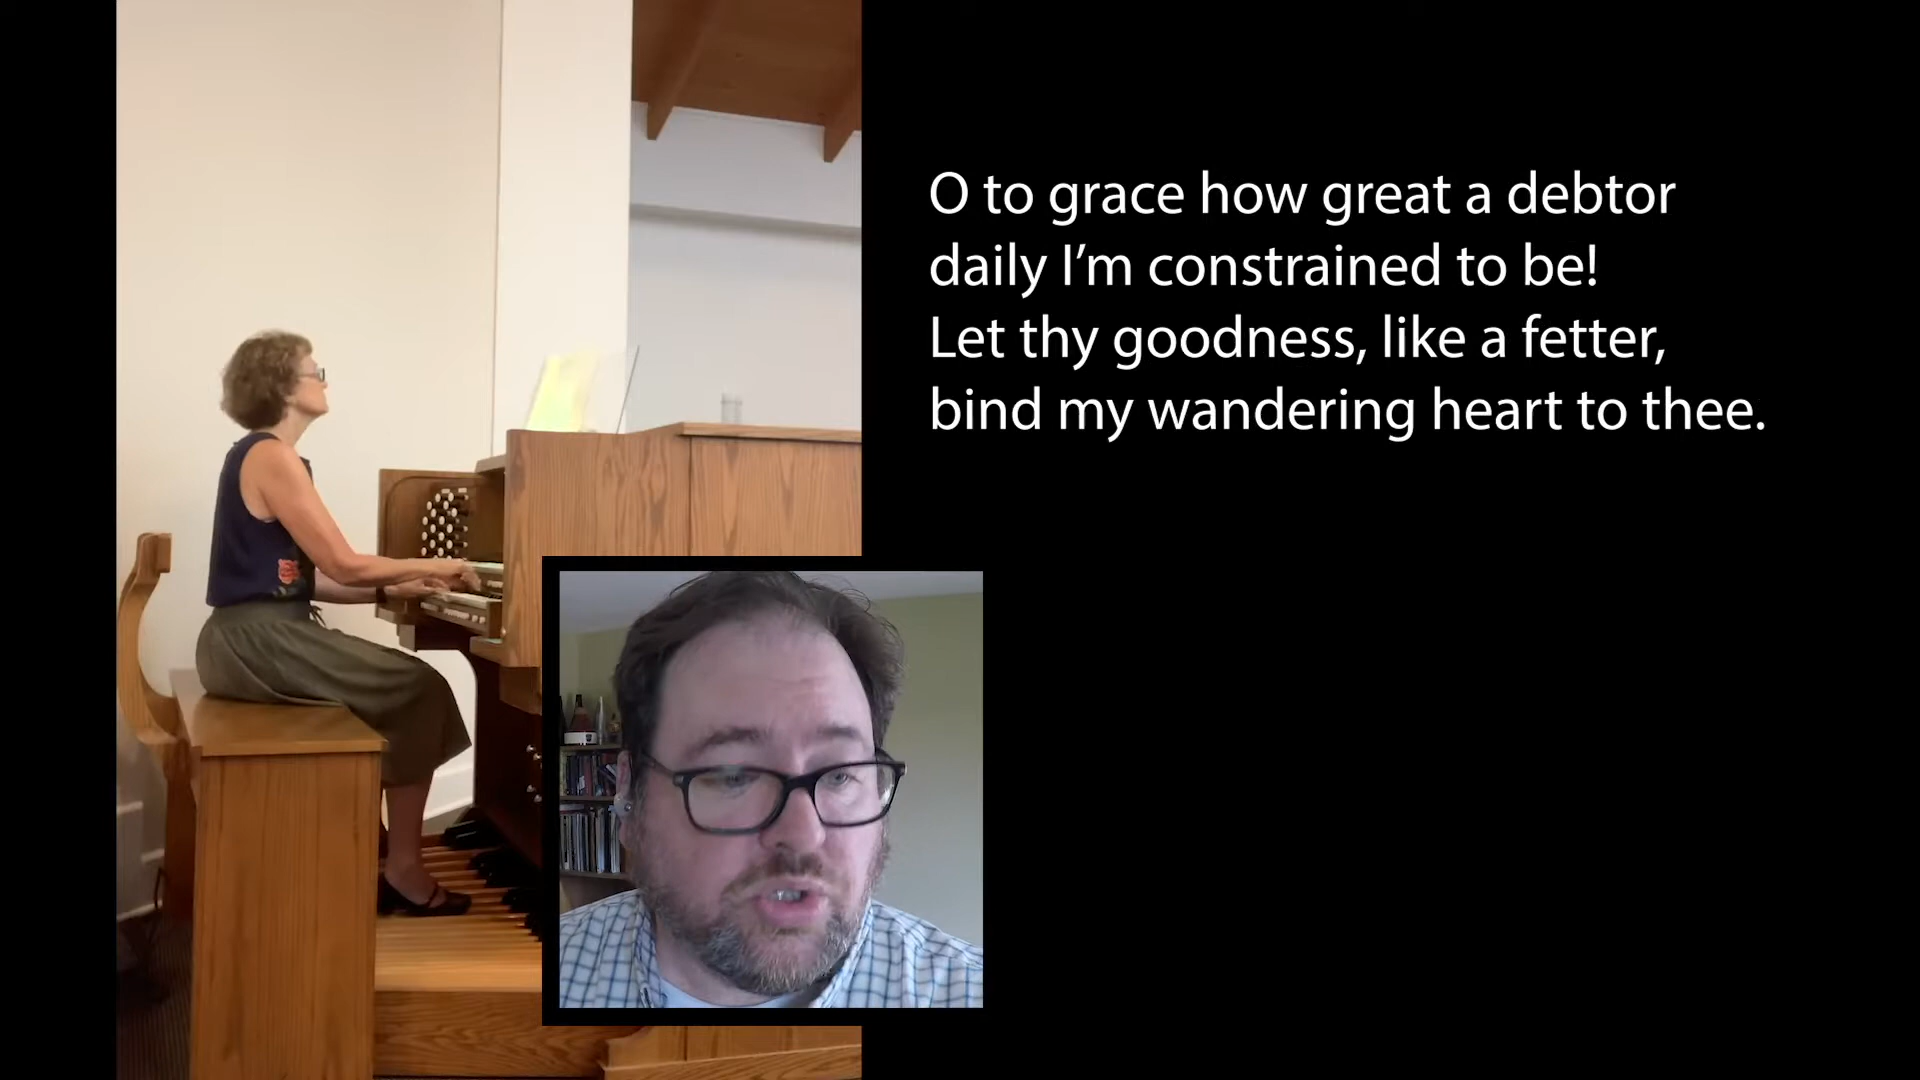 O to grace how great a debtor
daily I’m constrained to be!
Let thy goodness, like a fetter,
bind my wandering heart to thee.